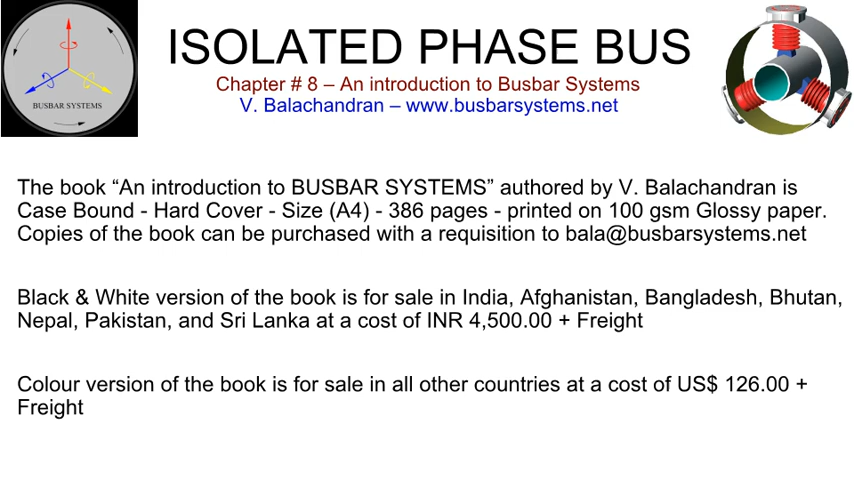 BUSBAR SYSTEMS
ISOLATED PHASE BUS
Chapter # 8 – An introduction to Busbar Systems
V. Balachandran – www.busbarsystems.net
The book “An introduction to BUSBAR SYSTEMS” authored by V. Balachandran is
Case Bound - Hard Cover - Size (A4) - 386 pages - printed on 100 gsm Glossy paper.
Copies of the book can be purchased with a requisition to bala@busbarsystems.net
Black & White version of the book is for sale in India, Afghanistan, Bangladesh, Bhutan,
Nepal, Pakistan, and Sri Lanka at a cost of INR 4,500.00 + Freight
Colour version of the book is for sale in all other countries at a cost of US$ 126.00 +
Freight